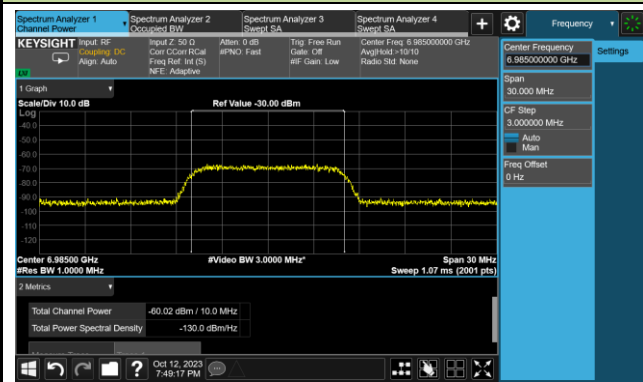 Spectrum Analyzer 1
Channel Power
Spectrum Analyzer 2
Occupied BW
Spectrum Analyzer 3
Swept SA
Spectrum Analyzer 4
Swept SA
Frequency
KEYSIGHT
Input: RF
Coupling: DC
Align: Auto
Input Z: 50 Ω
Corr CCorr RCal
Freq Ref: Int (S)
NFE: Adaptive
Atten: 0 dB
#PNO: Fast
Trig: Free Run
Gate: Off
#IF Gain: Low
Center Freq: 6.985000000 GHz
Avg|Hold:>10/10
Radio Std: None
LXI
Center Frequency
6.985000000 GHz
Settings
Span
30.000 MHz
CF Step
3.000000 MHz
Auto
Man
Freq Offset
0 Hz
1 Graph
Scale/Div 10.0 dB
Ref Value -30.00 dBm
Log
-40.0
-50.0
-60.0
-70.0
-80.0
-90.0
-100
-110
-120
Center 6.98500 GHz
#Video BW 3.0000 MHz*
Span 30 MHz
#Res BW 1.0000 MHz
Sweep 1.07 ms (2001 pts)
2 Metrics
Total Channel Power -60.02 dBm / 10.0 MHz
Total Power Spectral Density -130.0 dBm/Hz
?
Oct 12, 2023
7:49:17 PM